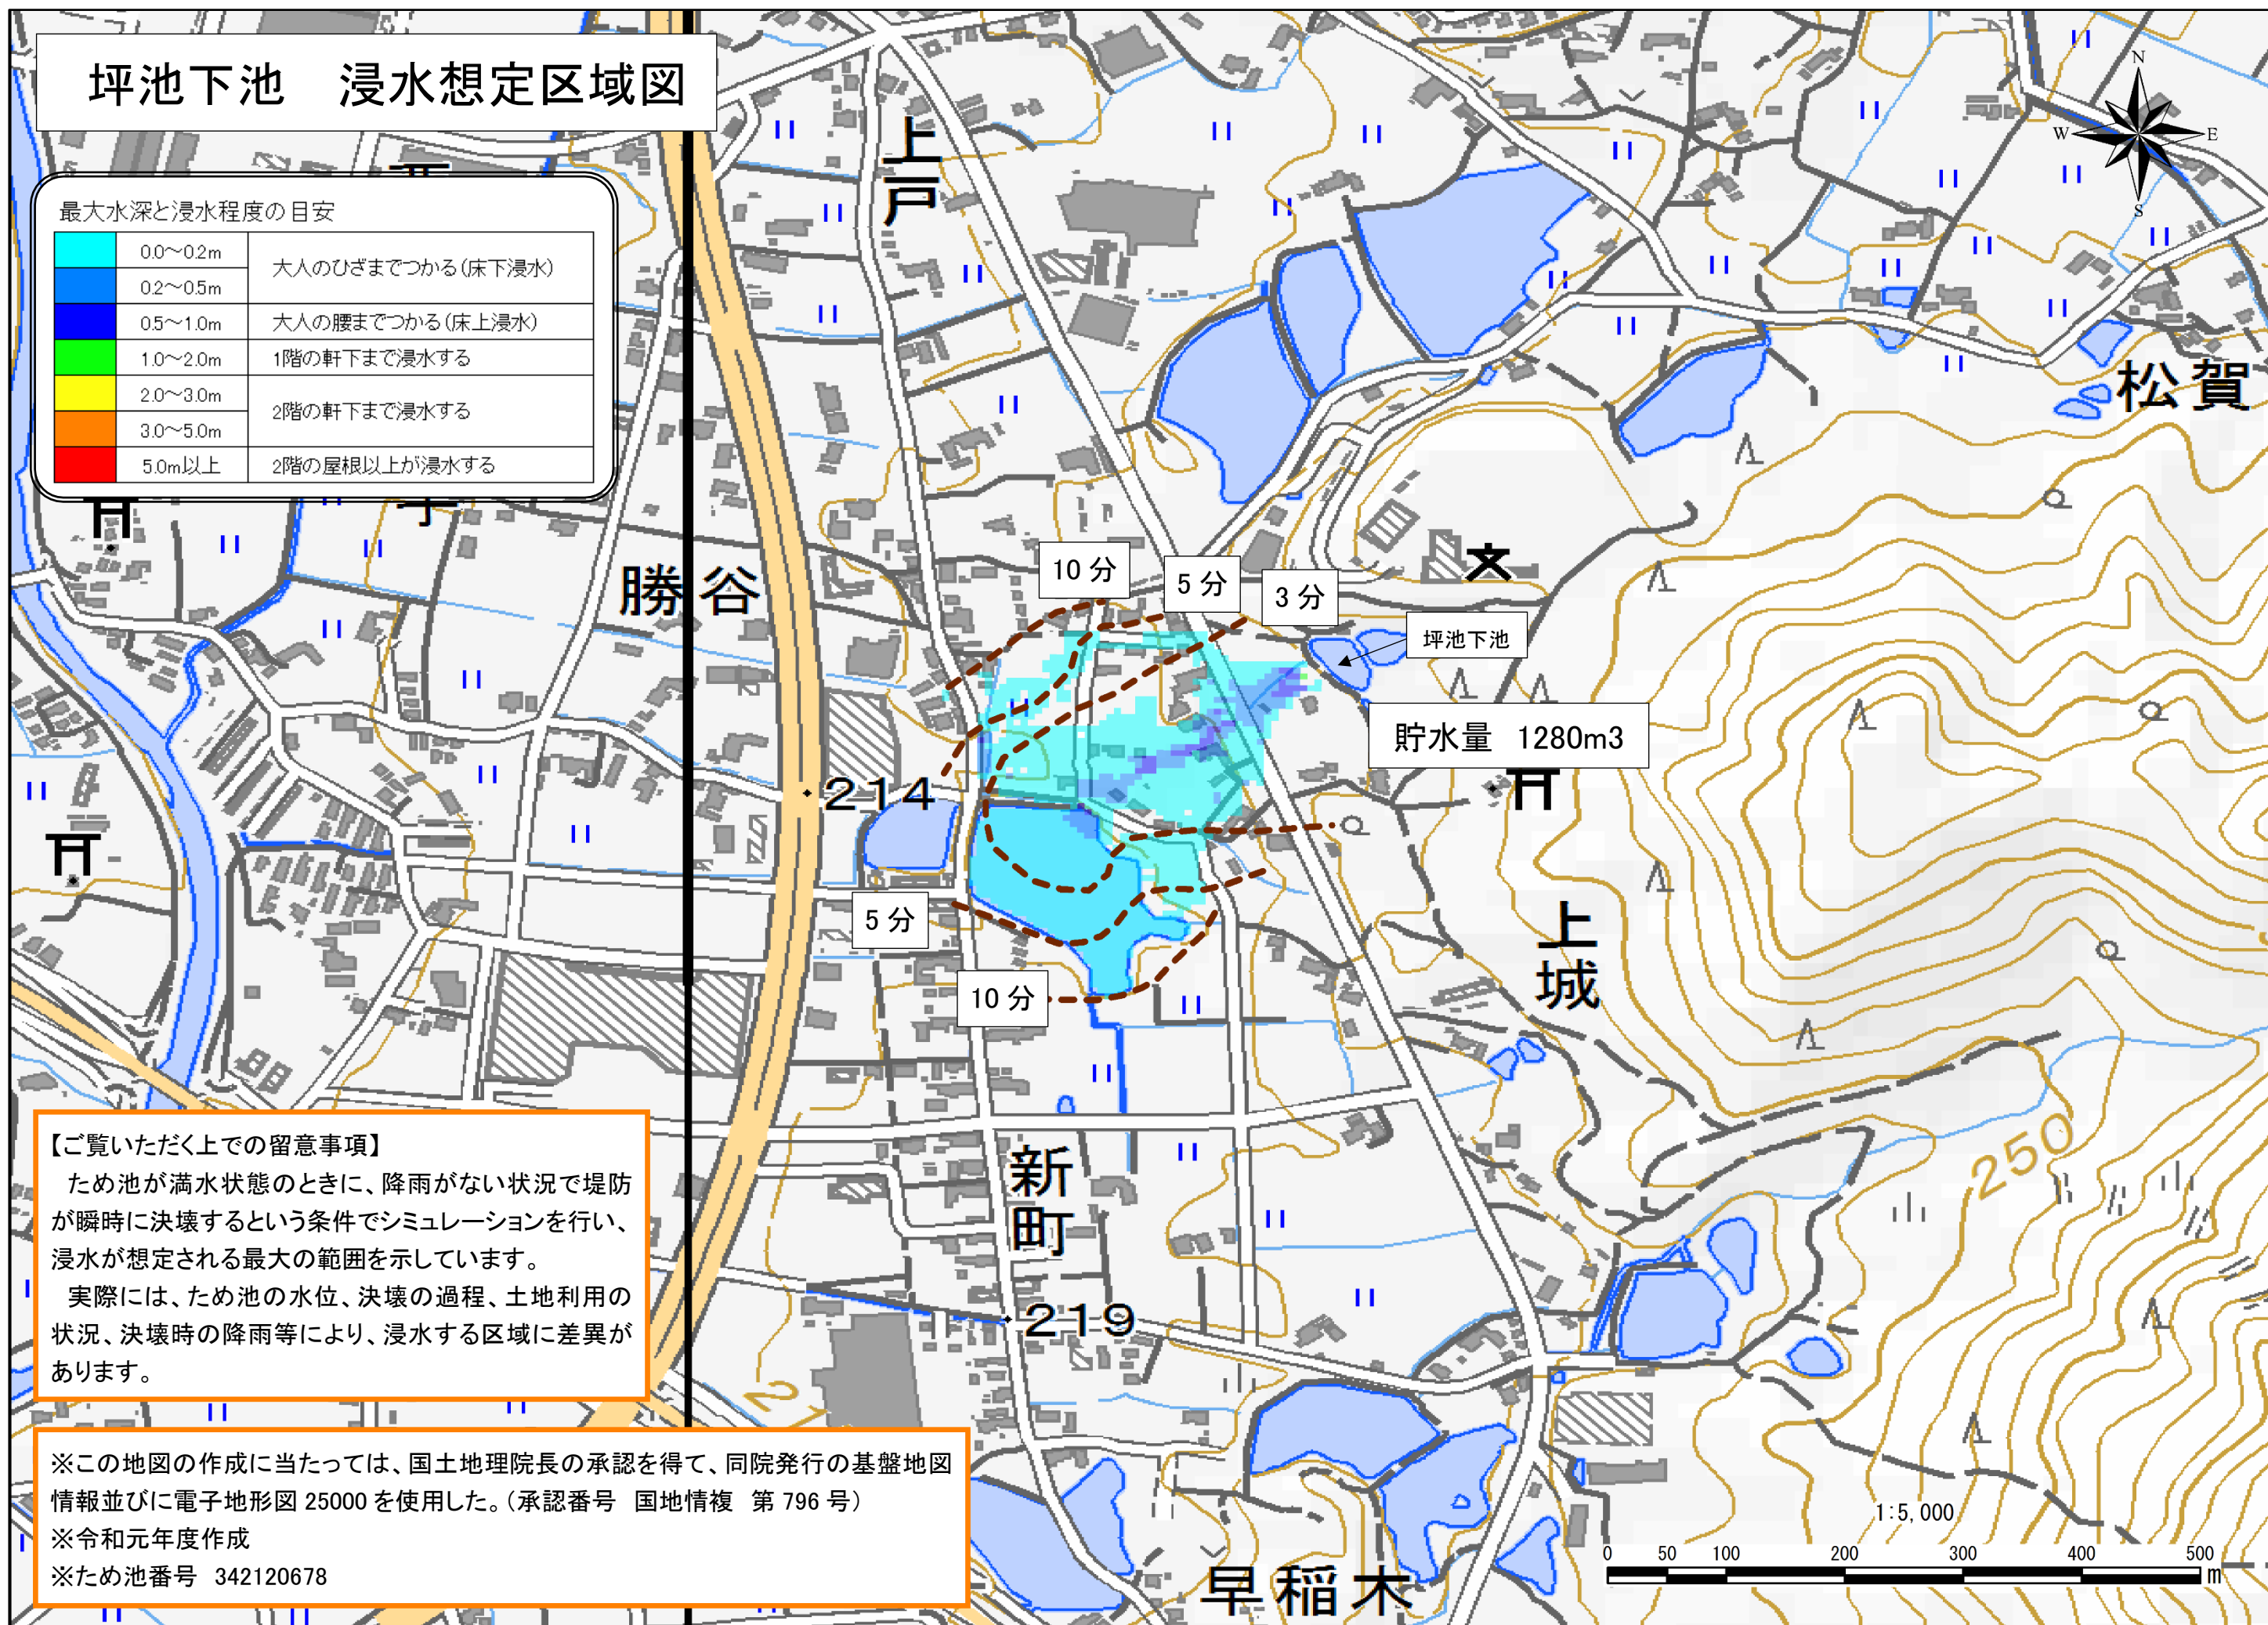 坪池下池　浸水想定区域図
最大水深と浸水程度の目安
0.0～0.2m
大人のひざまでつかる(床下浸水)
0.2～0.5m
0.5～1.0m 大人の腰までつかる(床上浸水)
1.0～2.0m 1階の軒下まで浸水する
2.0～3.0m
2階の軒下まで浸水する
3.0～5.0m
5.0m以上 2階の屋根以上が浸水する
N
W
E
S
上戸
松賀
勝谷
10 分
5 分
3 分
坪池下池
貯水量　1280m3
214
5 分
10 分
上城
新町
219
250
早稲木
【ご覧いただく上での留意事項】
ため池が満水状態のときに、降雨がない状況で堤防
が瞬時に決壊するという条件でシミュレーションを行い、
浸水が想定される最大の範囲を示しています。
実際には、ため池の水位、決壊の過程、土地利用の
状況、決壊時の降雨等により、浸水する区域に差異が
あります。
※この地図の作成に当たっては、国土地理院長の承認を得て、同院発行の基盤地図
情報並びに電子地形図 25000 を使用した。（承認番号　国地情複　第 796 号）
※令和元年度作成
※ため池番号　342120678
1:5,000
0 50 100 200 300 400 500
m